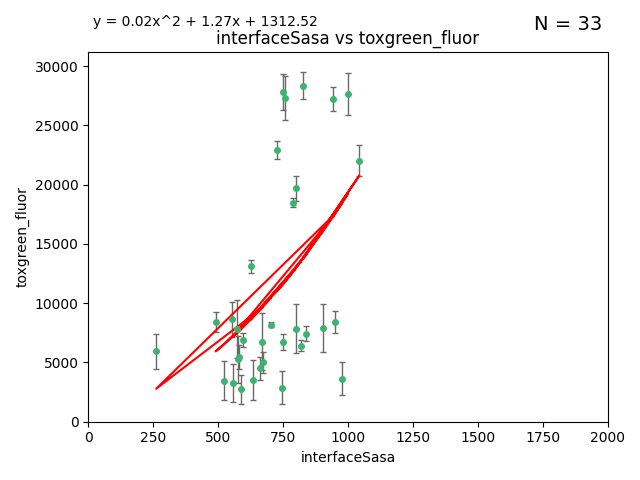 y = 0.02x^2 + 1.27x + 1312.52
N = 33
interfaceSasa vs toxgreen_fluor
30000
25000
20000
15000
10000
5000
0
toxgreen_fluor
0 250 500 750 1000 1250 1500 1750 2000
interfaceSasa